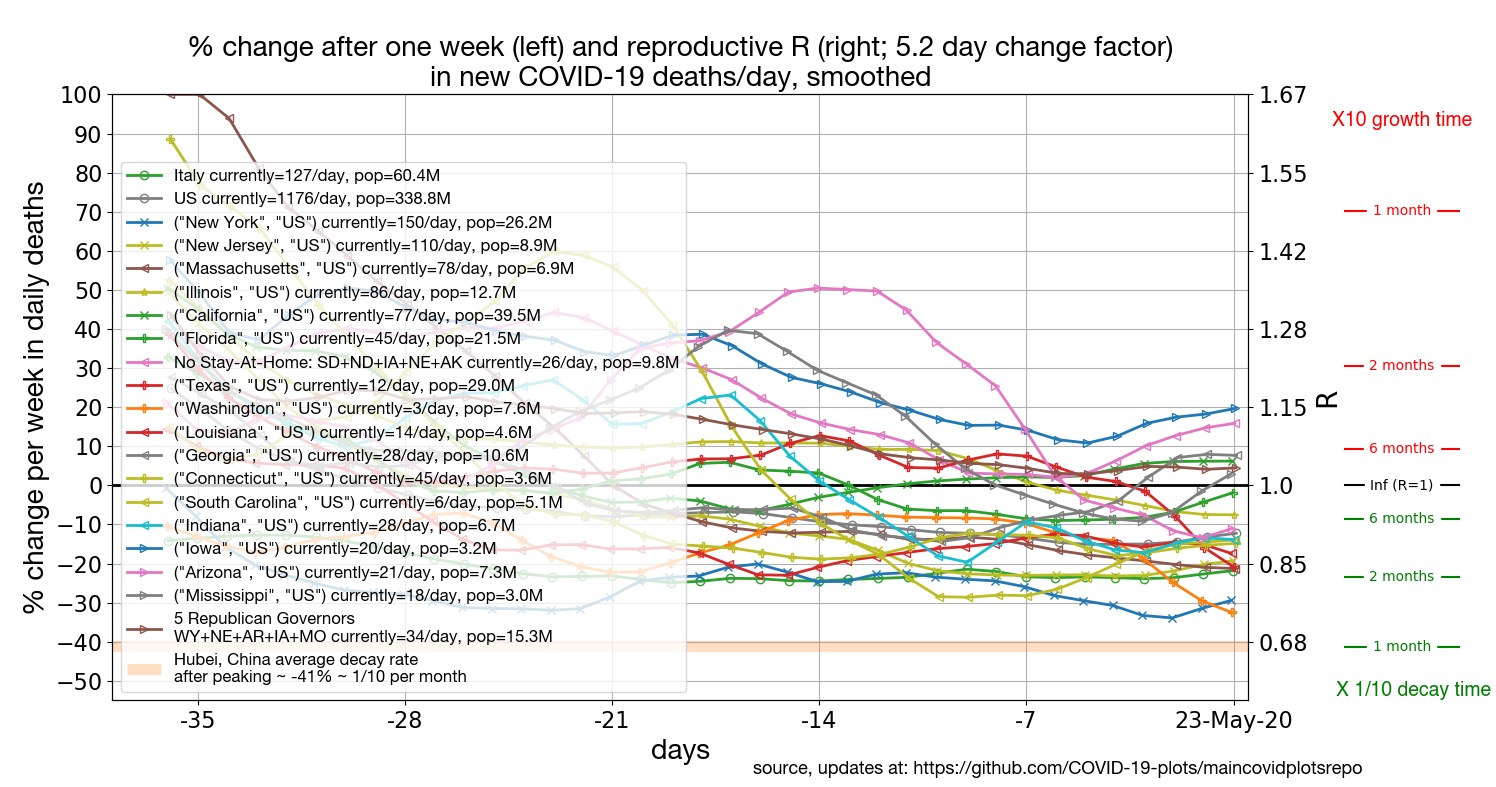 % change after one week (left) and reproductive R (right; 5.2 day change factor)
in new COVID-19 deaths/day, smoothed
% change per week in daily deaths
100
90
80
70
60
50
40
30
20
10
0
−10
−20
−30
−40
−50
Italy currently=127/day, pop=60.4M
US currently=1176/day, pop=338.8M
("New York", "US") currently=150/day, pop=26.2M
("New Jersey", "US") currently=110/day, pop=8.9M
("Massachusetts", "US") currently=78/day, pop=6.9M
("Illinois", "US") currently=86/day, pop=12.7M
("California", "US") currently=77/day, pop=39.5M
("Florida", "US") currently=45/day, pop=21.5M
No Stay-At-Home: SD+ND+IA+NE+AK currently=26/day, pop=9.8M
("Texas", "US") currently=12/day, pop=29.0M
("Washington", "US") currently=3/day, pop=7.6M
("Louisiana", "US") currently=14/day, pop=4.6M
("Georgia", "US") currently=28/day, pop=10.6M
("Connecticut", "US") currently=45/day, pop=3.6M
("South Carolina", "US") currently=6/day, pop=5.1M
("Indiana", "US") currently=28/day, pop=6.7M
("Iowa", "US") currently=20/day, pop=3.2M
("Arizona", "US") currently=21/day, pop=7.3M
("Mississippi", "US") currently=18/day, pop=3.0M
5 Republican Governors
WY+NE+AR+IA+MO currently=34/day, pop=15.3M
Hubei, China average decay rate
after peaking ~ -41% ~ 1/10 per month
-35
-28
-21
-14
-7
23-May-20
days
1.67
1.55
1.42
1.28
1.15
1.0
0.85
0.68
R
X10 growth time
1 month
2 months
6 months
Inf (R=1)
6 months
2 months
1 month
X 1/10 decay time
source, updates at: https://github.com/COVID-19-plots/maincovidplotsrepo